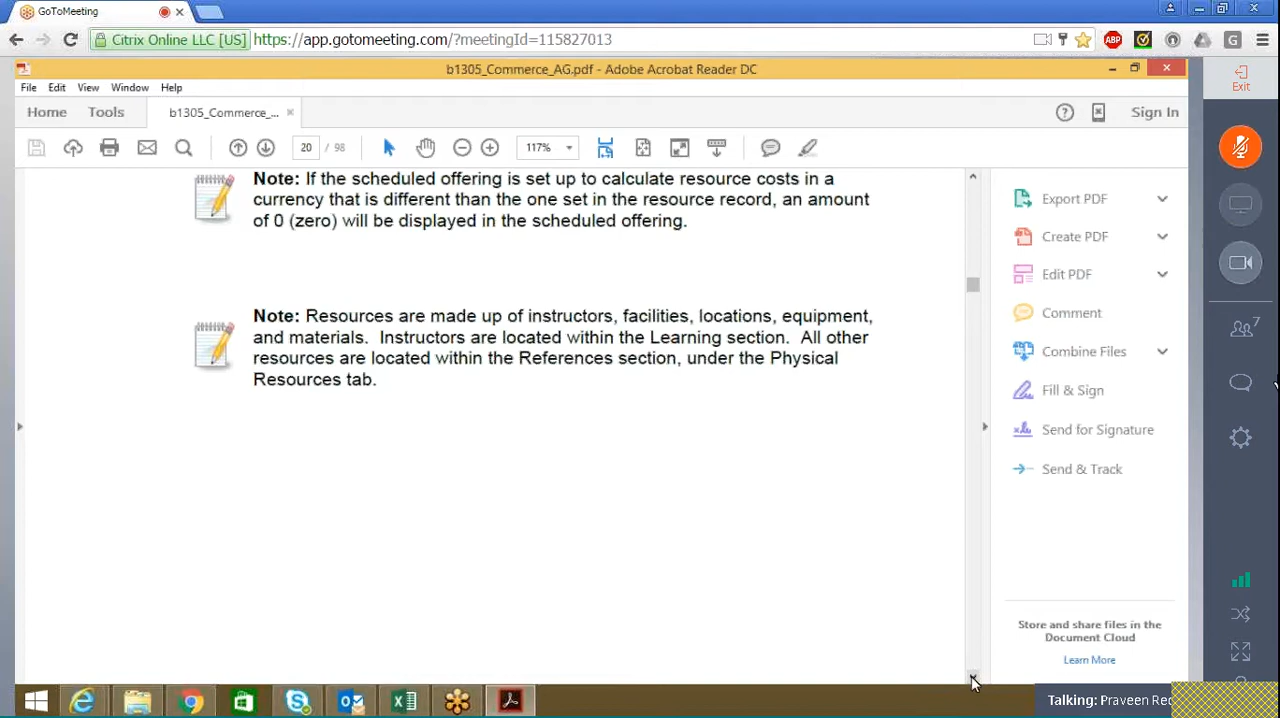 GoToMeeting
Citrix Online LLC [US] https://app.gotomeeting.com/?meetingId=115827013
ABP
G
b1305_Commerce_AG.pdf - Adobe Acrobat Reader DC
File Edit View Window Help
Exit
Home Tools b1305_Commerce_... Sign In
20 / 98 117%
Note: If the scheduled offering is set up to calculate resource costs in a
currency that is different than the one set in the resource record, an amount
of 0 (zero) will be displayed in the scheduled offering.
Note: Resources are made up of instructors, facilities, locations, equipment,
and materials. Instructors are located within the Learning section. All other
resources are located within the References section, under the Physical
Resources tab.
Export PDF
Create PDF
Edit PDF
Comment
Combine Files
Fill & Sign
Send for Signature
Send & Track
Store and share files in the
Document Cloud
Learn More
7
Talking: Praveen